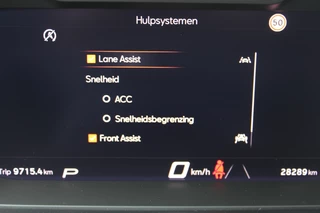 Hulpsystemen
50
Lane Assist
Snelheid
ACC
Snelheidsbegrenzing
Front Assist
Trip 9715.4 km P 0 km/h 28289 km